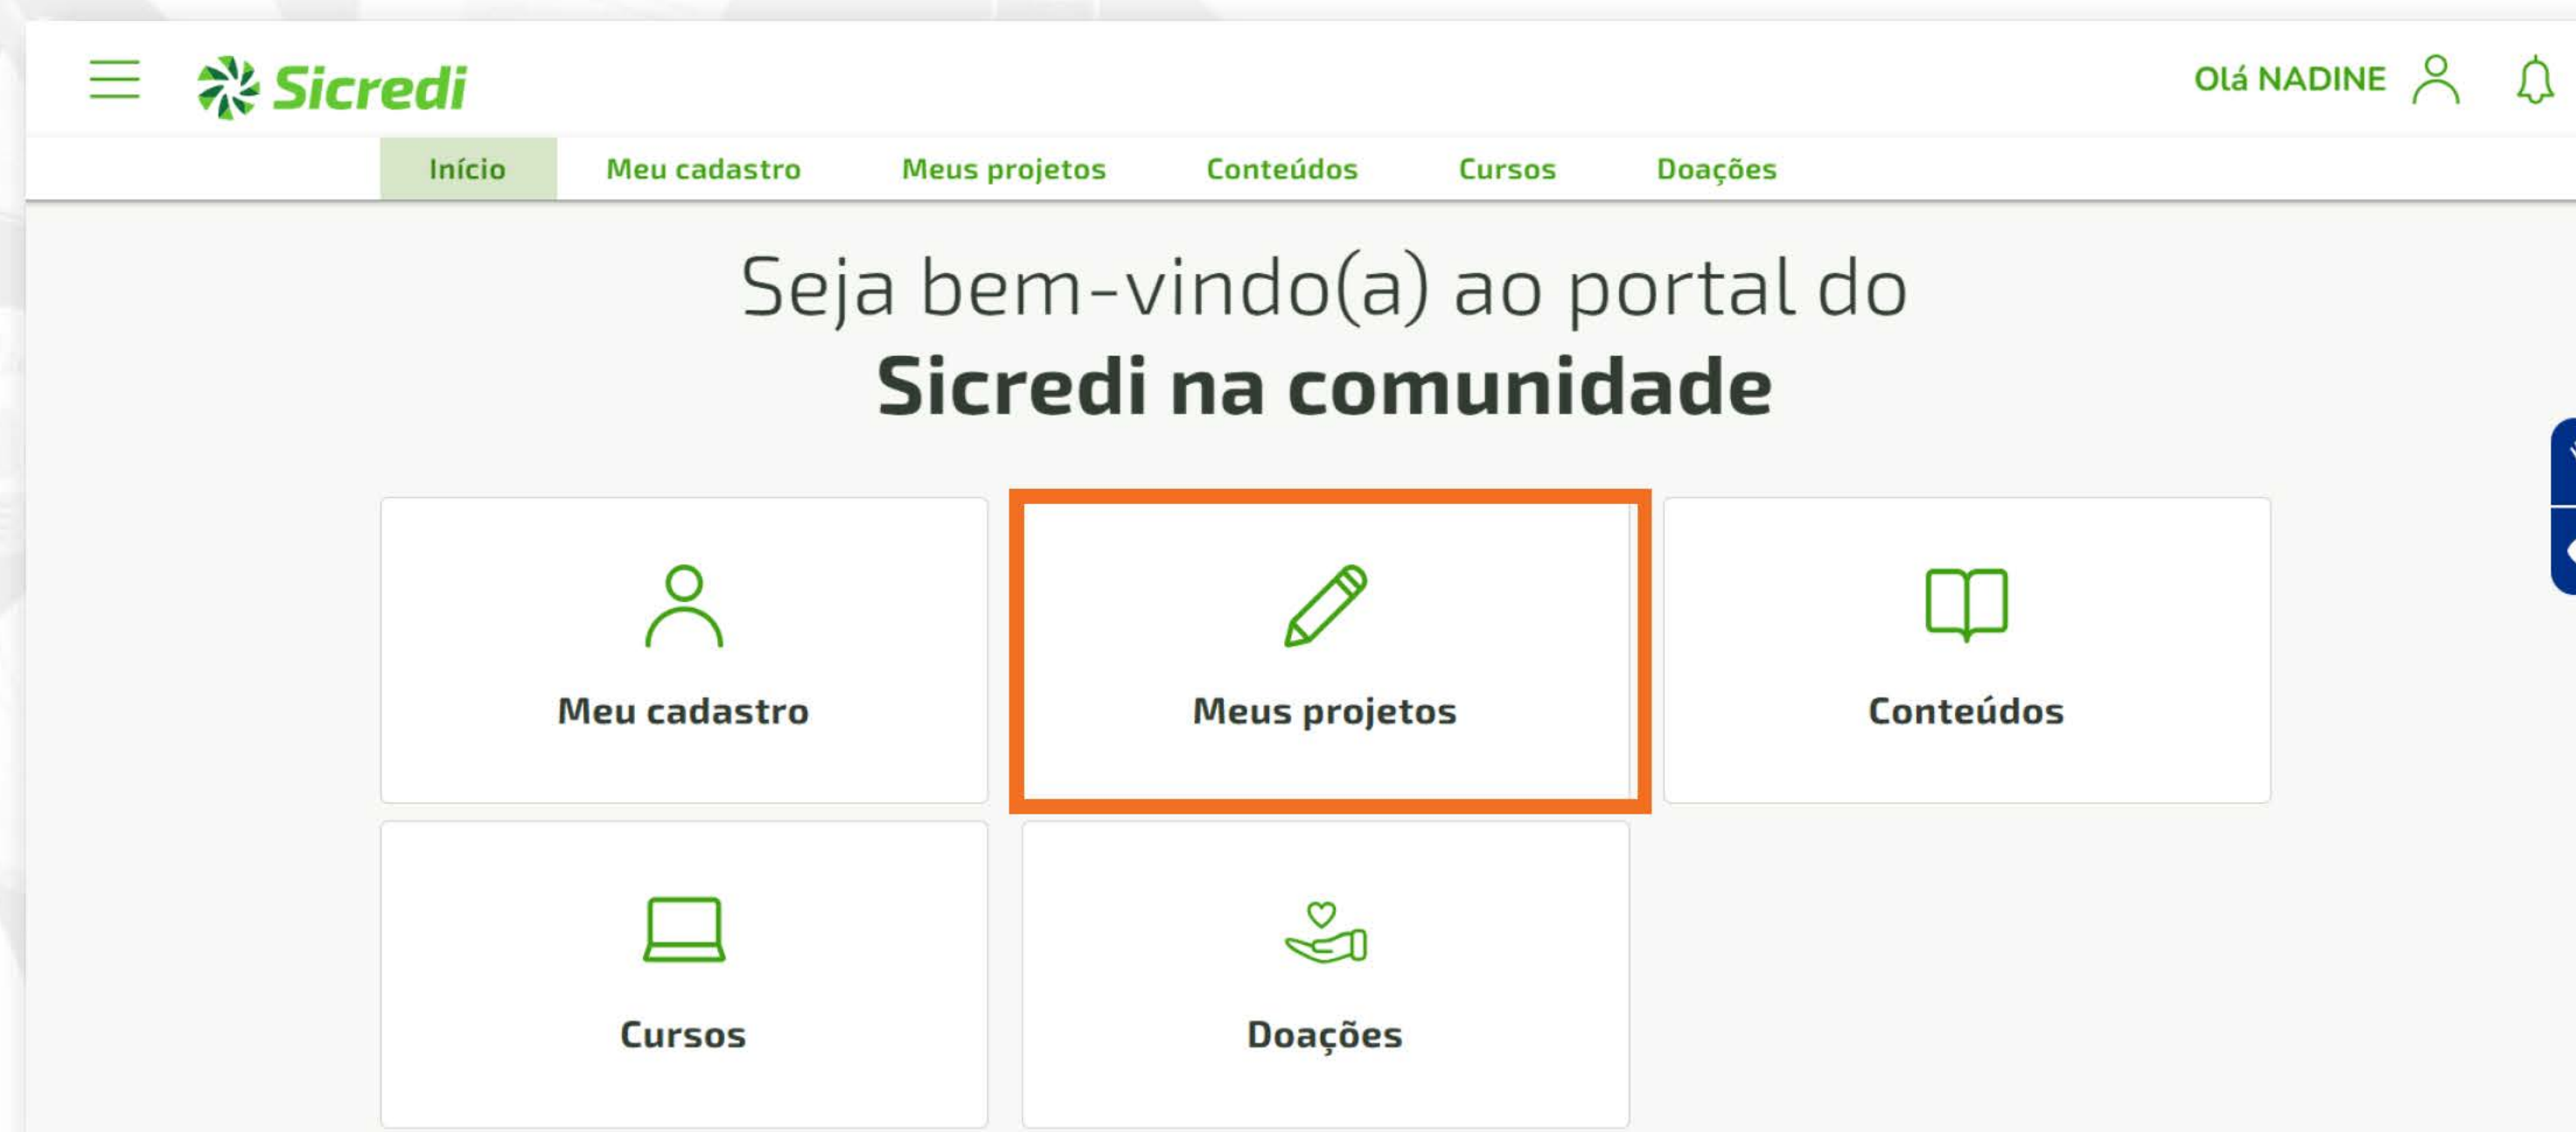 Sicredi
Olá NADINE
Início Meu cadastro Meus projetos Conteúdos Cursos Doações
Seja bem-vindo(a) ao portal do
Sicredi na comunidade
Meu cadastro
Meus projetos
Conteúdos
Cursos
Doações